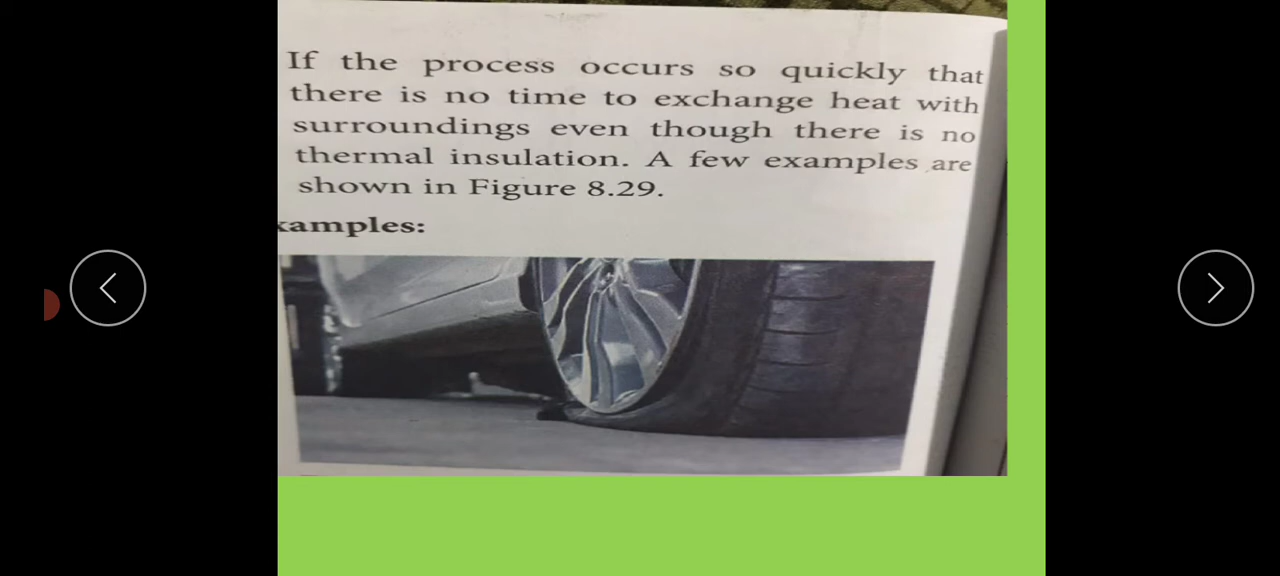 If the process occurs so quickly that
there is no time to exchange heat with
surroundings even though there is no
thermal insulation. A few examples are
shown in Figure 8.29.
xamples: